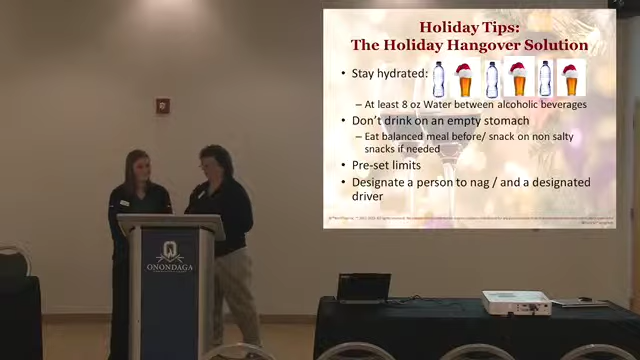 Holiday Tips:
The Holiday Hangover Solution
• Stay hydrated:
– At least 8 oz Water between alcoholic beverages
• Don't drink on an empty stomach
– Eat balanced meal before/ snack on non salty
snacks if needed
• Pre-set limits
• Designate a person to nag / and a designated
driver
ONONDAGA